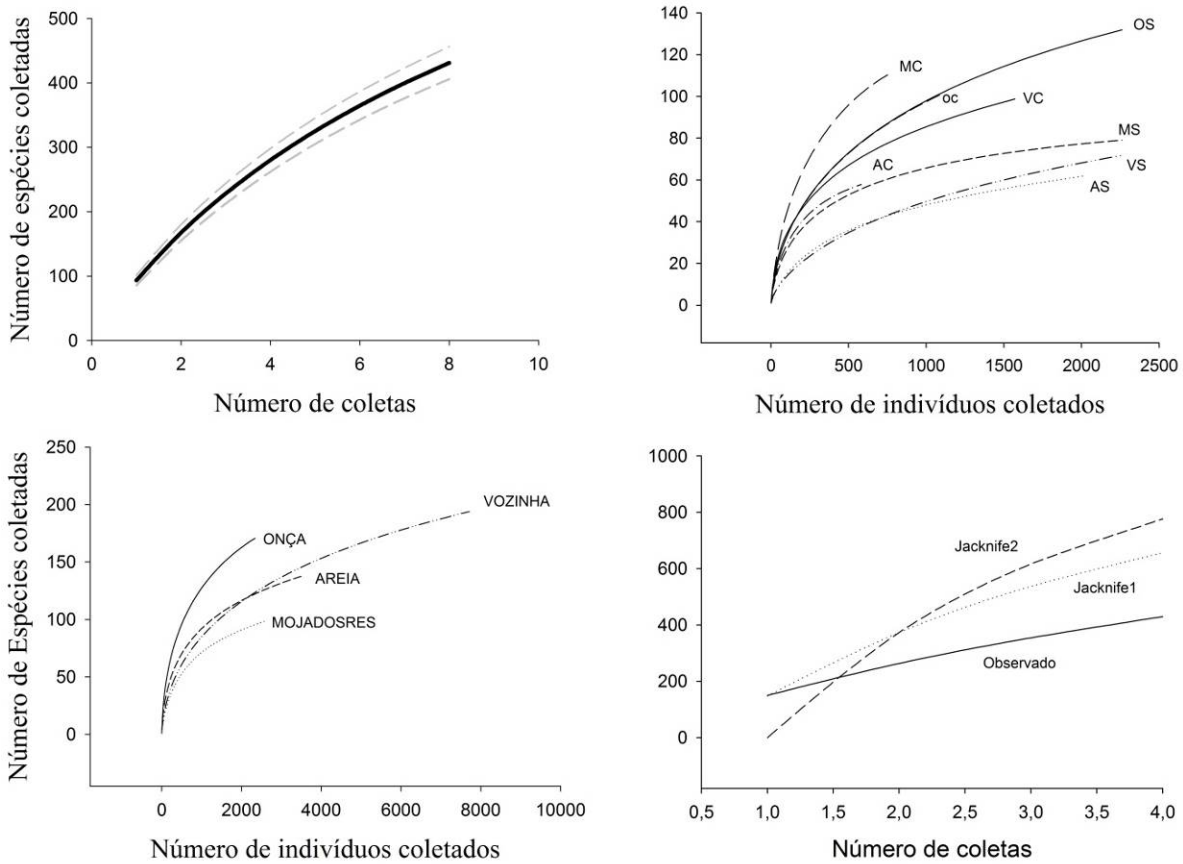 Número de espécies coletadas
500
400
300
200
100
0
0 2 4 6 8 10
Número de coletas
140
120
100
80
60
40
20
0
OS
MC
oc
VC
MS
AC
VS
AS
0 500 1000 1500 2000 2500
Número de indivíduos coletados
Número de Espécies coletadas
250
200
150
100
50
0
VOZINHA
ONÇA
AREIA
MOJADOSRES
0 2000 4000 6000 8000 10000
Número de indivíduos coletados
1000
800
600
400
200
0
Jacknife2
Jacknife1
Observado
0,5 1,0 1,5 2,0 2,5 3,0 3,5 4,0
Número de coletas